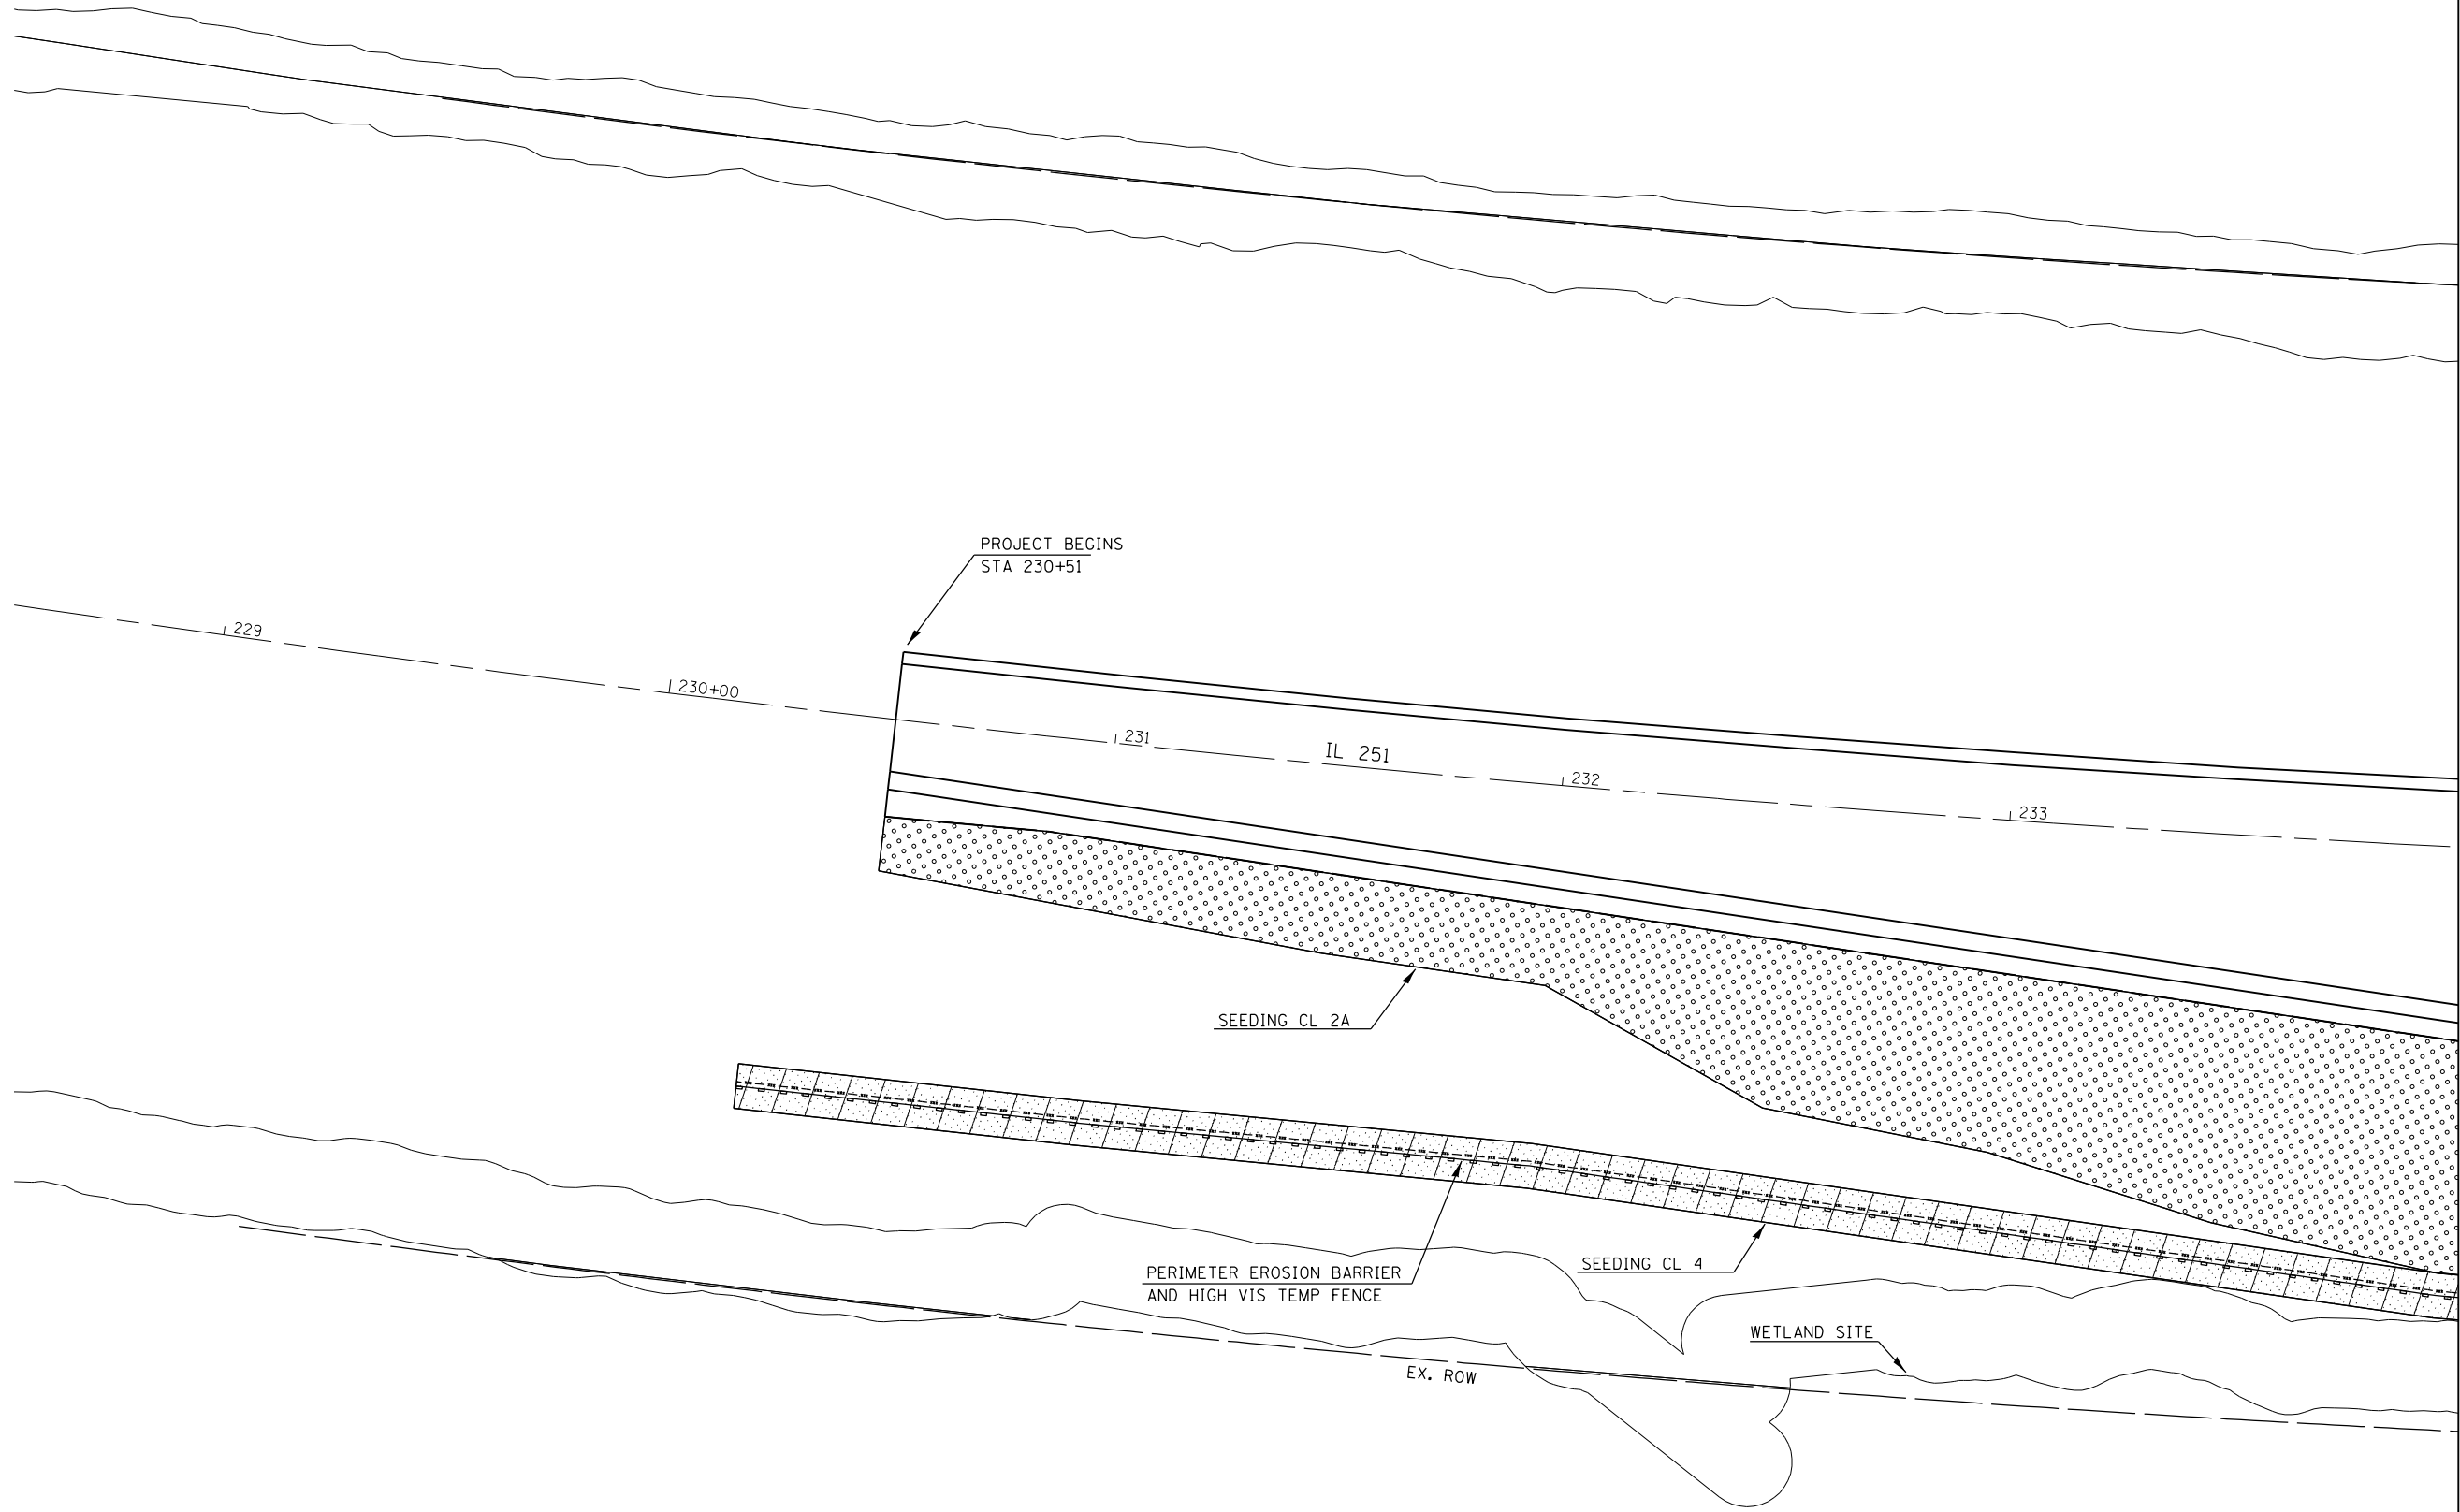 PROJECT BEGINS
STA 230+51
229
230+00
231
IL 251
232
233
SEEDING CL 2A
PERIMETER EROSION BARRIER
AND HIGH VIS TEMP FENCE
SEEDING CL 4
WETLAND SITE
EX. ROW